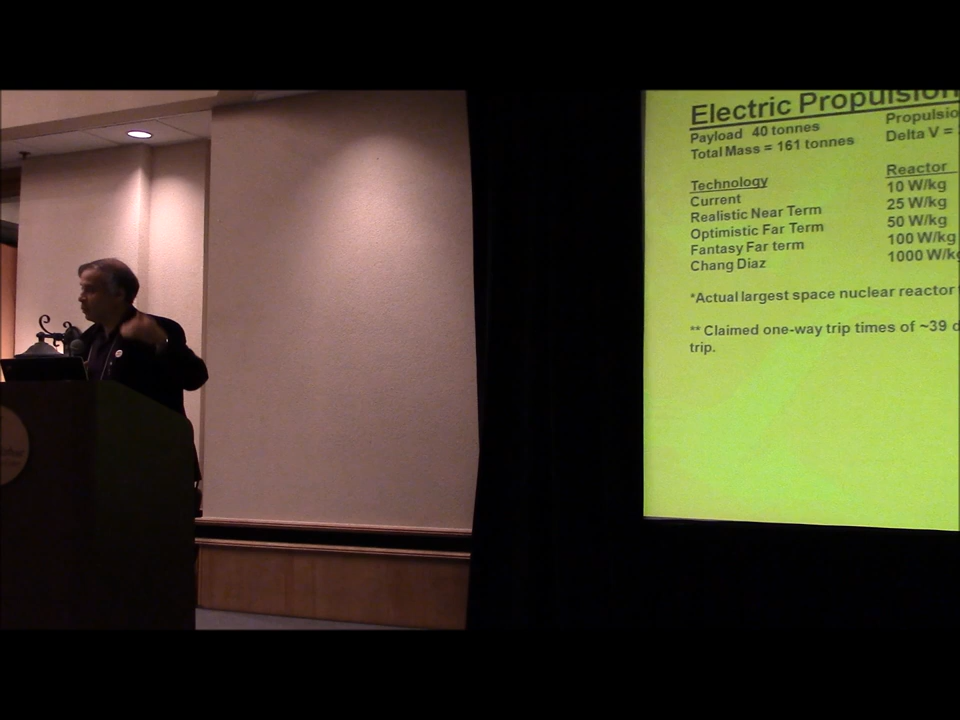 Electric Propulsion
Payload 40 tonnes
Total Mass = 161 tonnes
Propulsio
Delta V =
Technology Reactor
Current 10 W/kg
Realistic Near Term 25 W/kg
Optimistic Far Term 50 W/kg
Fantasy Far term 100 W/kg
Chang Diaz 1000 W/kg
*Actual largest space nuclear reactor
** Claimed one-way trip times of ~39 d
trip.